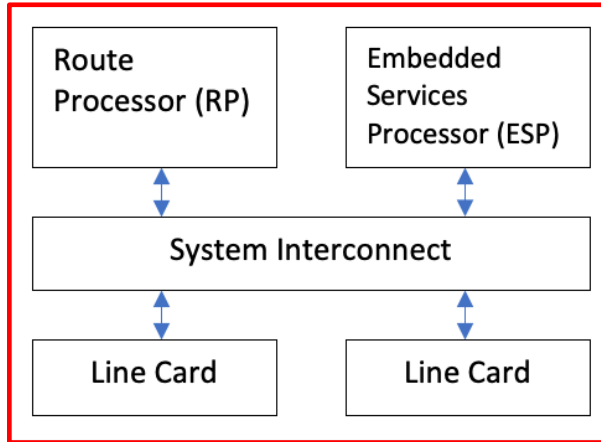 Route
Processor (RP)
Embedded
Services
Processor (ESP)
System Interconnect
Line Card
Line Card